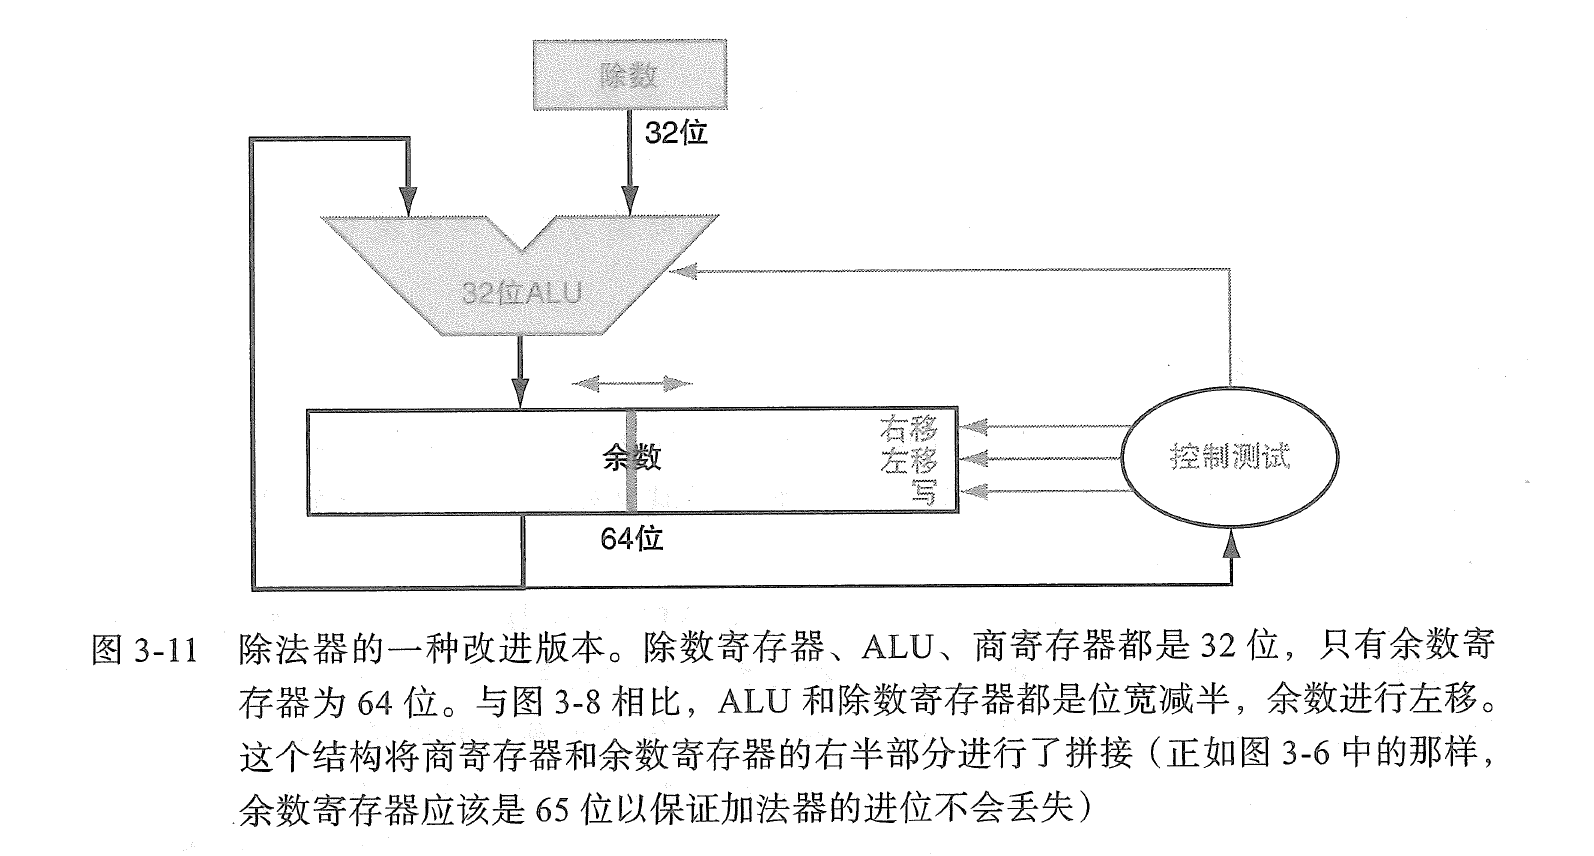 除数
32位
32位ALU
右移
余数
左移
控制测试
写
64位
图 3-11 除法器的一种改进版本。除数寄存器、ALU、商寄存器都是 32 位，只有余数寄
存器为 64 位。与图 3-8 相比，ALU 和除数寄存器都是位宽减半，余数进行左移。
这个结构将商寄存器和余数寄存器的右半部分进行了拼接（正如图 3-6 中的那样，
余数寄存器应该是 65 位以保证加法器的进位不会丢失）